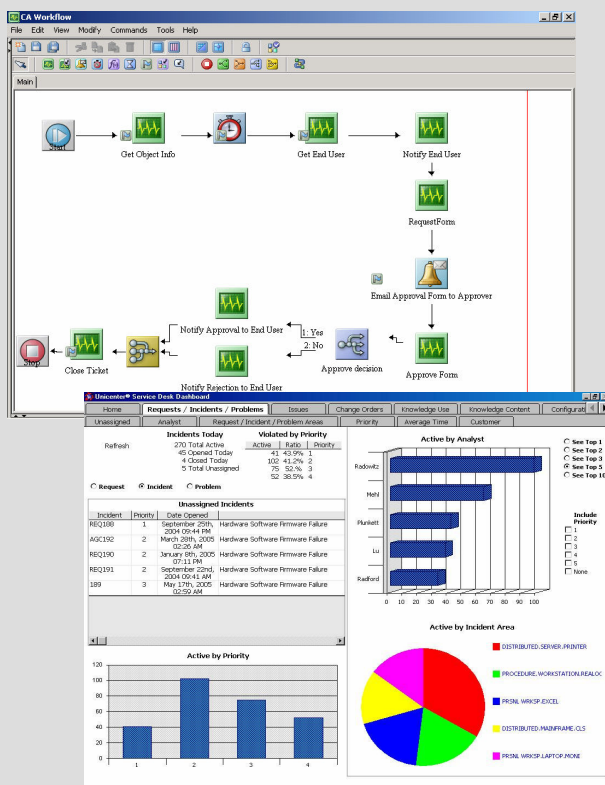 CA Workflow
File Edit View Modify Commands Tools Help
Main
Start
Get Object Info
Get End User
Notify End User
RequestForm
Email Approval Form to Approver
Notify Approval to End User
1: Yes
2: No
Stop
Close Ticket
Approve decision
Approve Form
Notify Rejection to End User
Unicenter® Service Desk Dashboard
Home Requests / Incidents / Problems Issues Change Orders Knowledge Use Knowledge Content Configurati
Unassigned Analyst Request / Incident / Problem Areas Priority Average Time Customer
Refresh
Incidents Today
270 Total Active
45 Opened Today
4 Closed Today
5 Total Unassigned
Violated by Priority
Active Ratio Priority
41 43.9% 1
102 41.2% 2
75 52.% 3
52 38.5% 4
Request Incident Problem
Unassigned Incidents
Incident Priority Date Opened
REQ188 1 September 25th, 2004 09:44 PM Hardware Software Firmware Failure
AGC192 2 March 28th, 2005 02:26 AM Hardware Software Firmware Failure
REQ190 2 January 8th, 2005 07:11 PM Hardware Software Firmware Failure
REQ191 2 September 22nd, 2004 09:41 AM Hardware Software Firmware Failure
189 3 May 17th, 2005 02:59 AM Hardware Software Firmware Failure
Active by Priority
120
100
80
60
40
20
0
1 2 3 4
Active by Analyst
Radowitz
Mehl
Plunkett
Lu
Radford
0 10 20 30 40 50 60 70 80 90 100
See Top 1
See Top 2
See Top 3
See Top 5
See Top 10
Include Priority
1
2
3
4
5
None
Active by Incident Area
DISTRIBUTED.SERVER.PRINTER
PROCEDURE.WORKSTATION.REALOC
PRSNL WRKSP.EXCEL
DISTRIBUTED.MAINFRAME.CLS
PRSNL WRKSP.LAPTOP.MONI